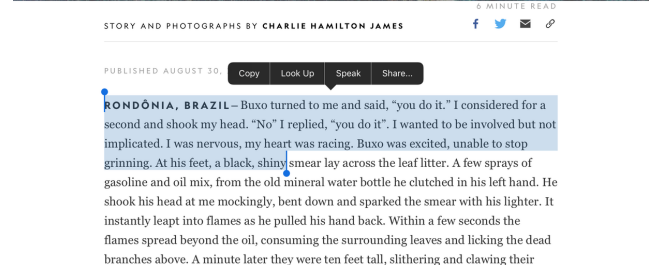 6 MINUTE READ
STORY AND PHOTOGRAPHS BY CHARLIE HAMILTON JAMES
PUBLISHED AUGUST 30,
Copy Look Up Speak Share...
RONDÔNIA, BRAZIL– Buxo turned to me and said, “you do it.” I considered for a
second and shook my head. “No” I replied, “you do it”. I wanted to be involved but not
implicated. I was nervous, my heart was racing. Buxo was excited, unable to stop
grinning. At his feet, a black, shiny smear lay across the leaf litter. A few sprays of
gasoline and oil mix, from the old mineral water bottle he clutched in his left hand. He
shook his head at me mockingly, bent down and sparked the smear with his lighter. It
instantly leapt into flames as he pulled his hand back. Within a few seconds the
flames spread beyond the oil, consuming the surrounding leaves and licking the dead
branches above. A minute later they were ten feet tall, slithering and clawing their